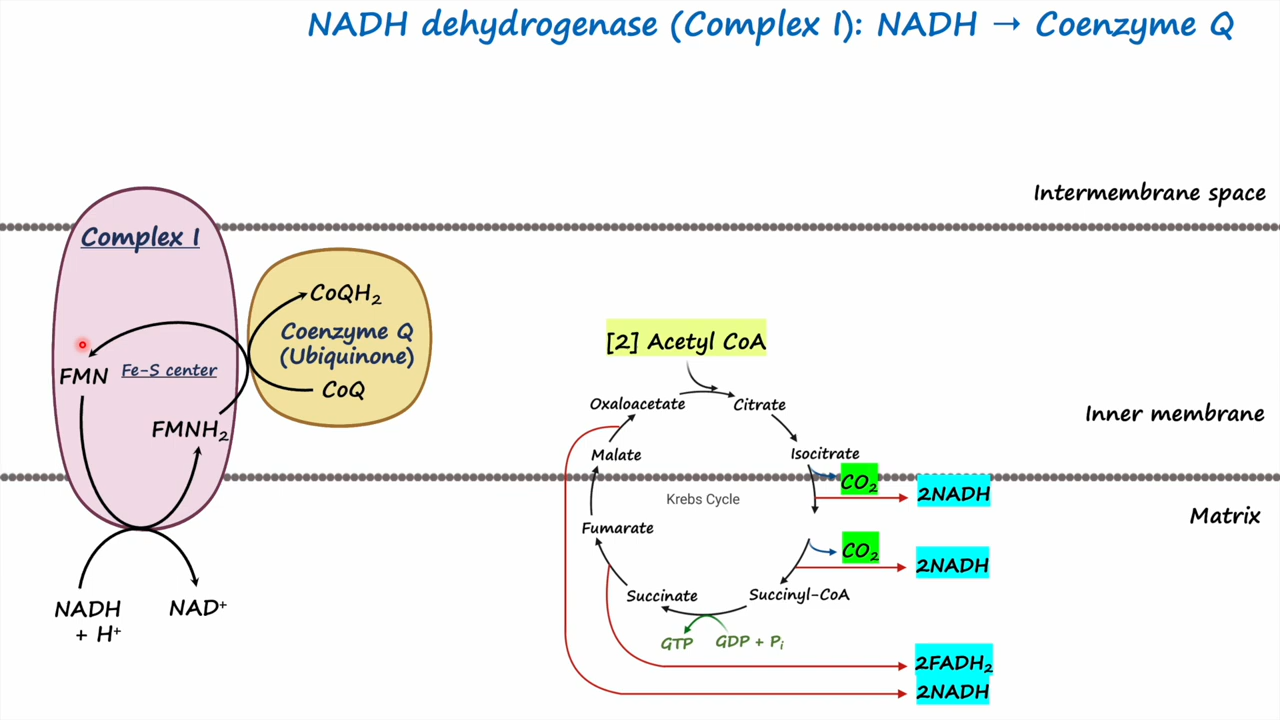 NADH dehydrogenase (Complex I): NADH → Coenzyme Q
Intermembrane space
Complex I
CoQH₂
Coenzyme Q
(Ubiquinone)
CoQ
FMN
Fe-S center
FMNH₂
NADH
+ H⁺
NAD⁺
[2] Acetyl CoA
Oxaloacetate
Citrate
Malate
Isocitrate
CO₂
2NADH
Krebs Cycle
Fumarate
CO₂
2NADH
Succinate
Succinyl-CoA
GTP
GDP + Pᵢ
2FADH₂
2NADH
Inner membrane
Matrix